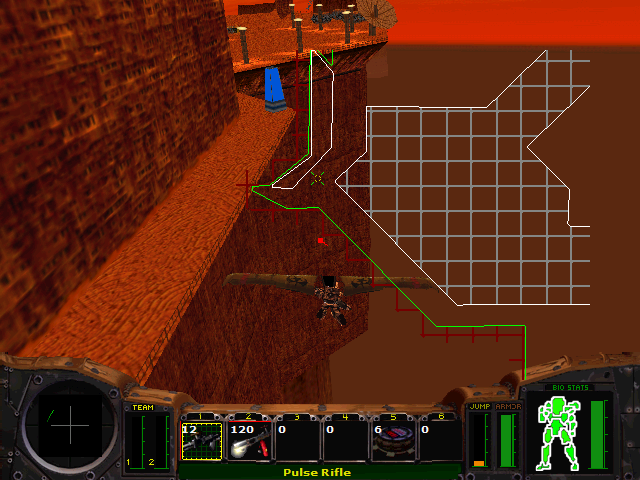 BIO STATS
TEAM
1 2 3 4 5 6
JUMP ARMOR
12 120 0 0 6 0
1 2
Pulse Rifle